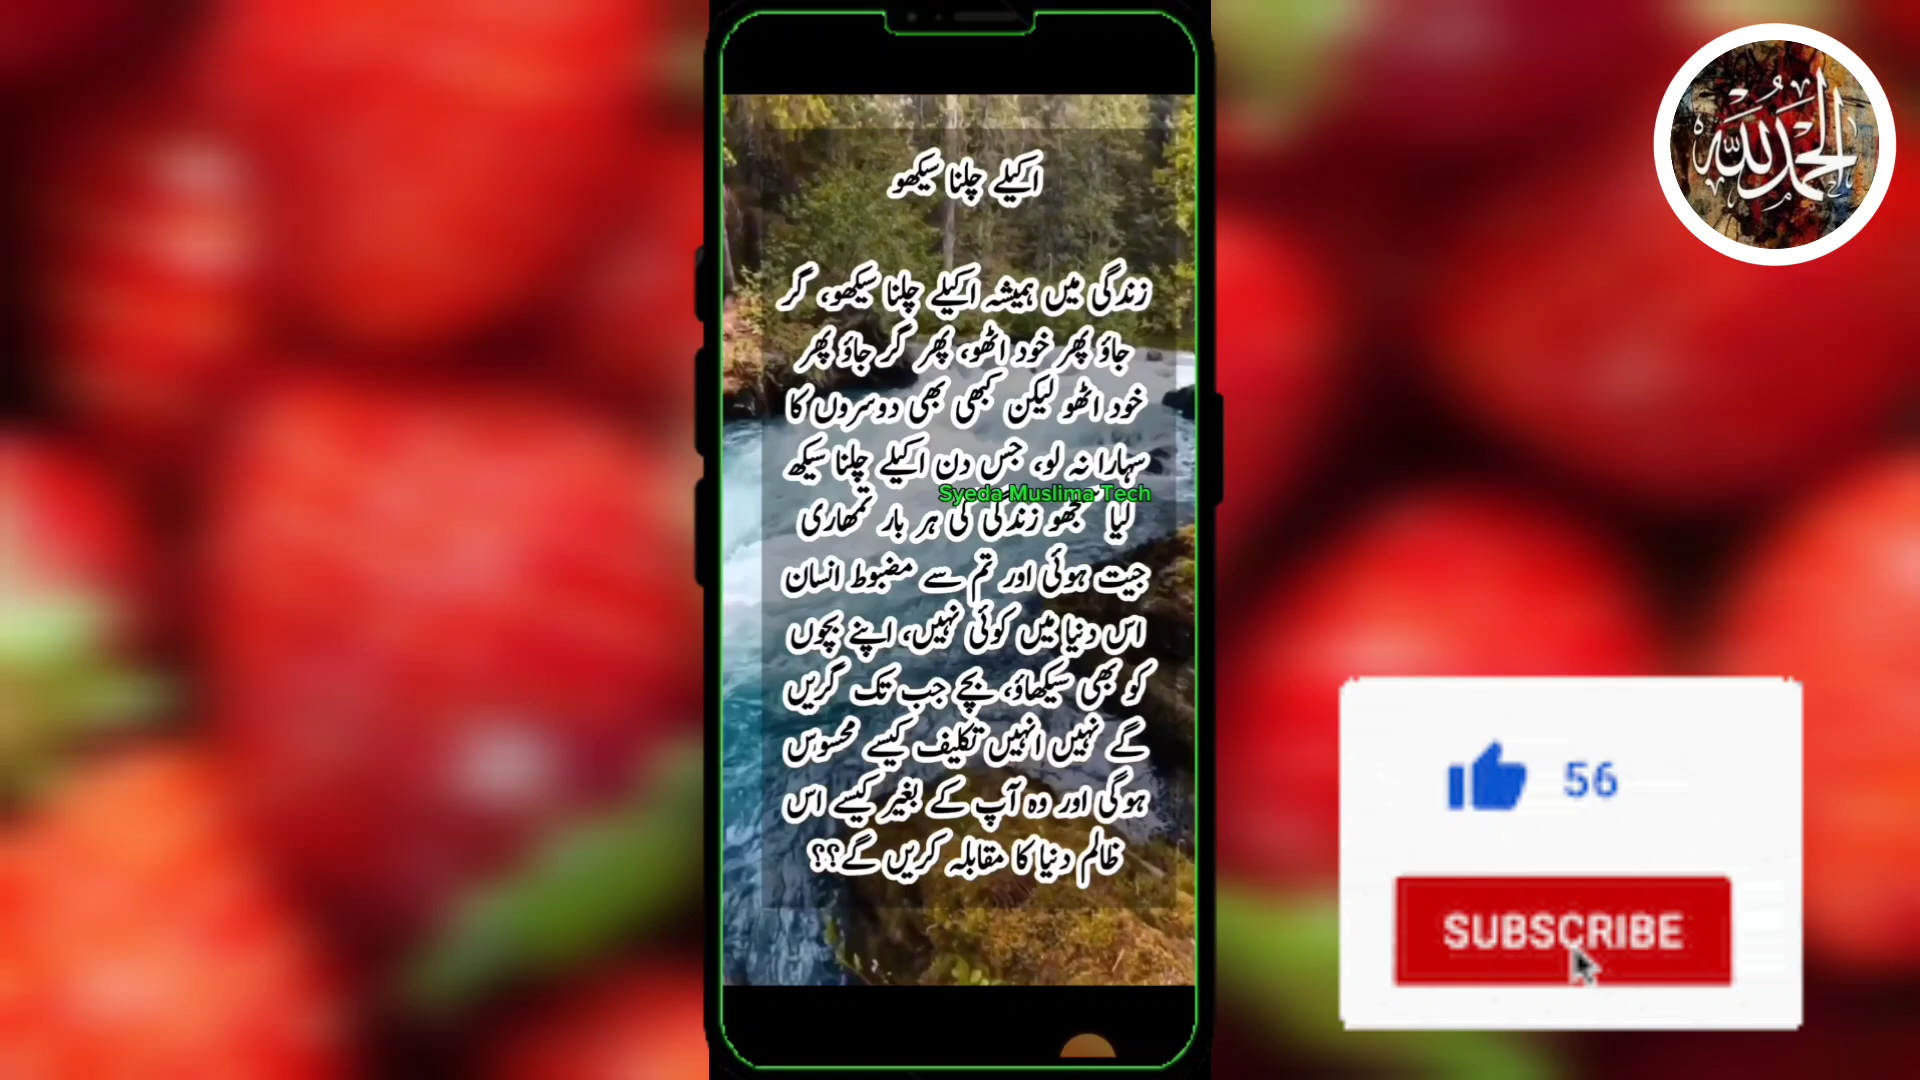 الحمدللہ
اکیلے چلنا سیکھو
زندگی میں ہمیشہ اکیلے چلنا سیکھو، گر
جاؤ پھر خود اٹھو، پھر گر جاؤ پھر
خود اٹھو لیکن کبھی بھی دوسروں کا
سہارا نہ لو، جس دن اکیلے چلنا سیکھ
Syeda Muslima Tech
لیا زندگی کی ہر بار تمھاری
جیت ہوئی اور تم سے مضبوط انسان
اس دنیا میں کوئی نہیں، اپنے بچوں
کو بھی سیکھاؤ، بچے جب تک گریں
گے نہیں انہیں تکلیف کیسے محسوس
ہوگی اور وہ آپ کے بغیر کیسے اس
ظالم دنیا کا مقابلہ کریں گے؟؟
56
SUBSCRIBE